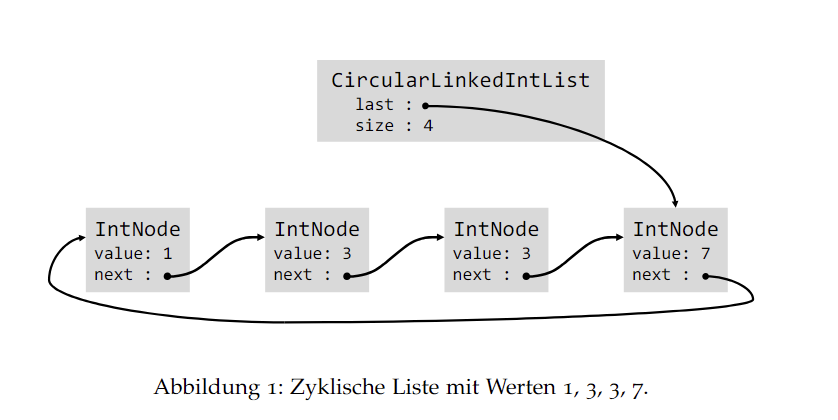 CircularLinkedIntList
last :
size : 4
IntNode
value: 1
next :
IntNode
value: 3
next :
IntNode
value: 3
next :
IntNode
value: 7
next :
Abbildung 1: Zyklische Liste mit Werten 1, 3, 3, 7.